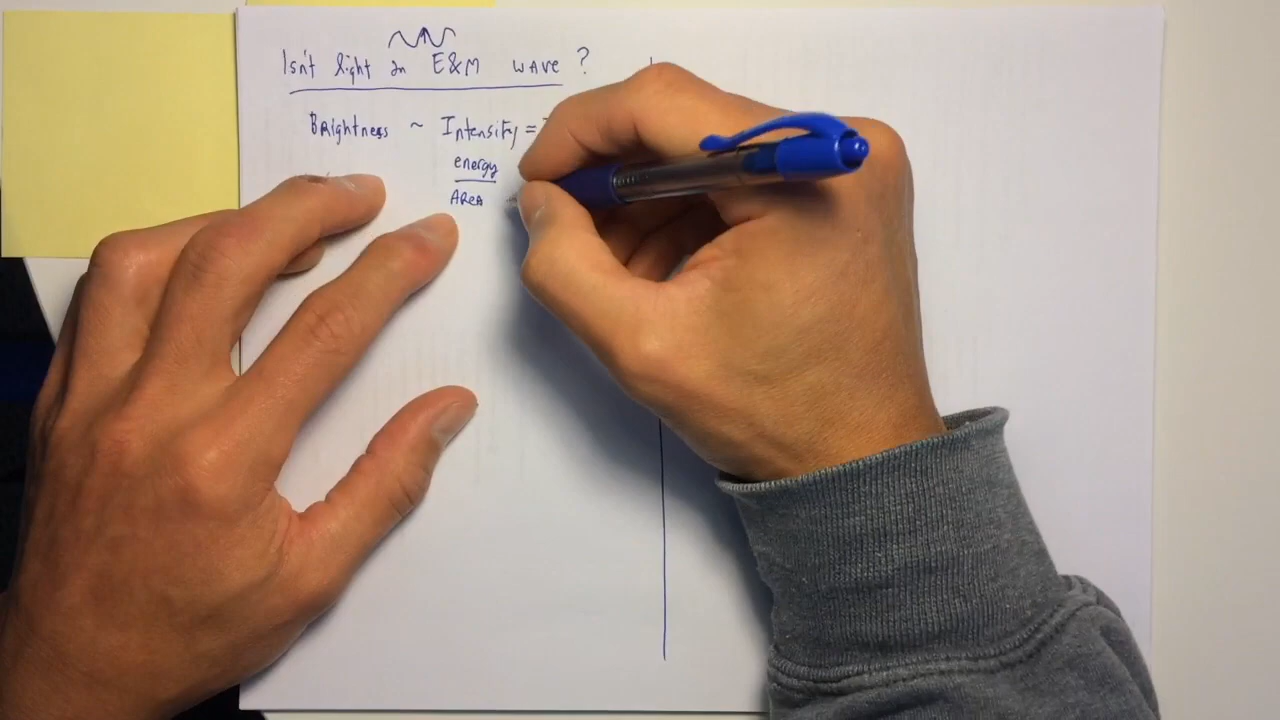 Isn't light an E&M wave ?
Brightness ~ Intensity =
energy
Area